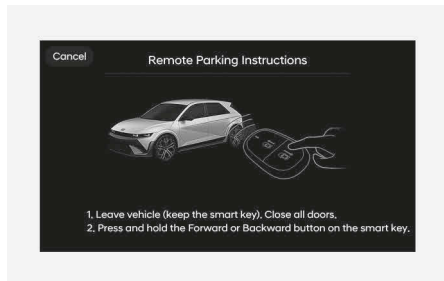 Cancel
Remote Parking Instructions
1. Leave vehicle (keep the smart key), Close all doors.
2. Press and hold the Forward or Backward button on the smart key.